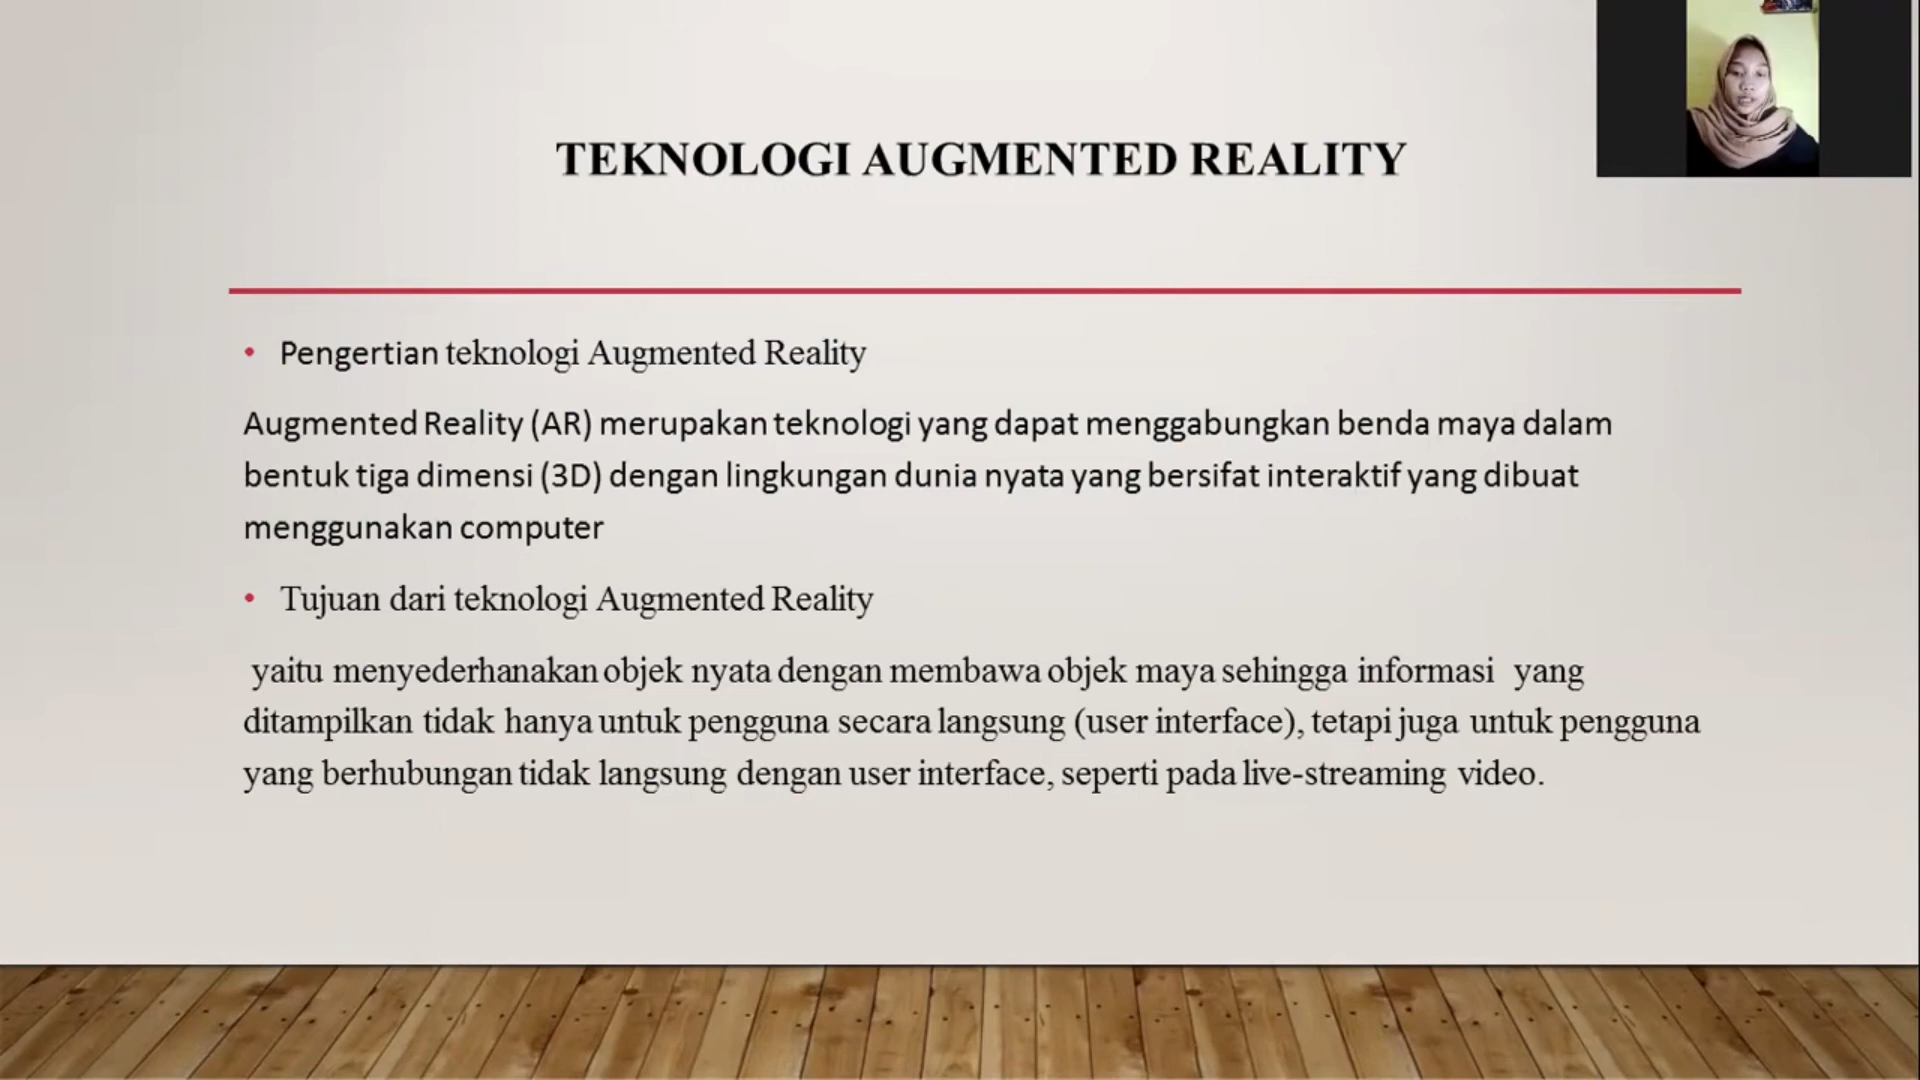 TEKNOLOGI AUGMENTED REALITY
• Pengertian teknologi Augmented Reality
Augmented Reality (AR) merupakan teknologi yang dapat menggabungkan benda maya dalam
bentuk tiga dimensi (3D) dengan lingkungan dunia nyata yang bersifat interaktif yang dibuat
menggunakan computer
• Tujuan dari teknologi Augmented Reality
yaitu menyederhanakan objek nyata dengan membawa objek maya sehingga informasi yang
ditampilkan tidak hanya untuk pengguna secara langsung (user interface), tetapi juga untuk pengguna
yang berhubungan tidak langsung dengan user interface, seperti pada live-streaming video.